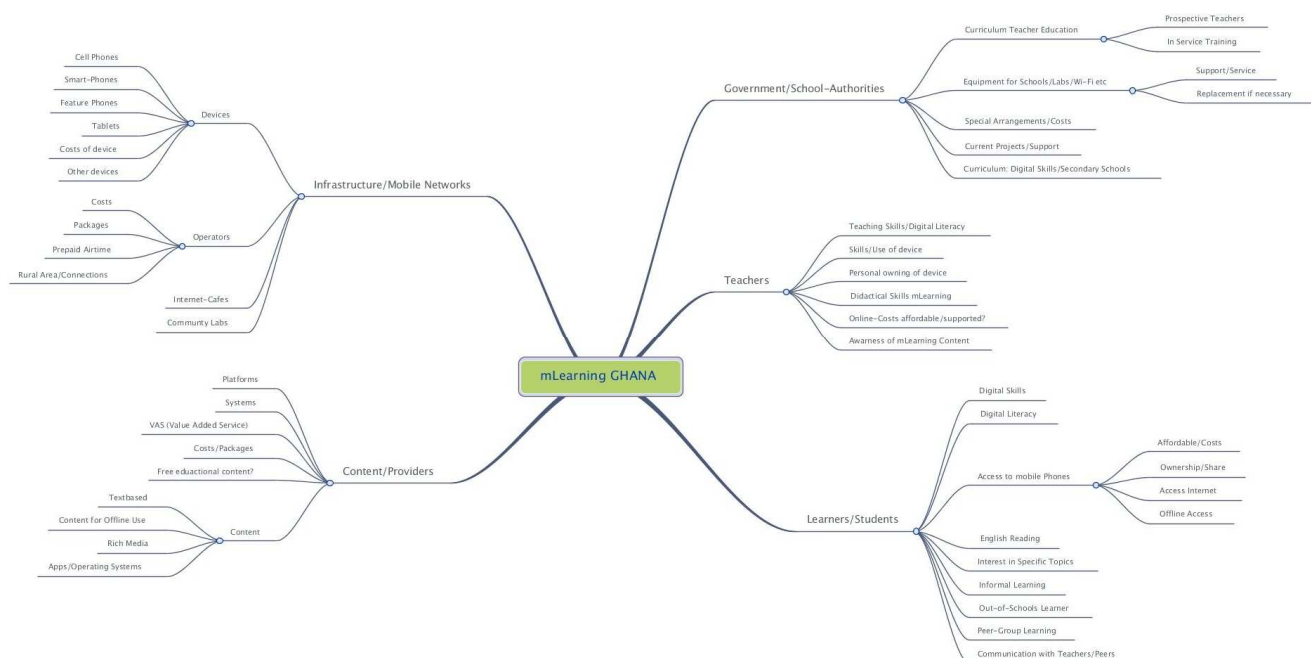 mLearning GHANA
Infrastructure/Mobile Networks
Devices
Cell Phones
Smart-Phones
Feature Phones
Tablets
Costs of device
Other devices
Operators
Costs
Packages
Prepaid Airtime
Rural Area/Connections
Internet-Cafes
Communty Labs
Content/Providers
Platforms
Systems
VAS (Value Added Service)
Costs/Packages
Free eduactional content?
Content
Textbased
Content for Offline Use
Rich Media
Apps/Operating Systems
Government/School-Authorities
Curriculum Teacher Education
Prospective Teachers
In Service Training
Equipment for Schools/Labs/Wi-Fi etc
Support/Service
Replacement if necessary
Special Arrangements/Costs
Current Projects/Support
Curriculum: Digital Skills/Secondary Schools
Teachers
Teaching Skills/Digital Literacy
Skills/Use of device
Personal owning of device
Didactical Skills mLearning
Online-Costs affordable/supported?
Awarness of mLearning Content
Learners/Students
Digital Skills
Digital Literacy
Access to mobile Phones
Affordable/Costs
Ownership/Share
Access Internet
Offline Access
English Reading
Interest in Specific Topics
Informal Learning
Out-of-Schools Learner
Peer-Group Learning
Communication with Teachers/Peers